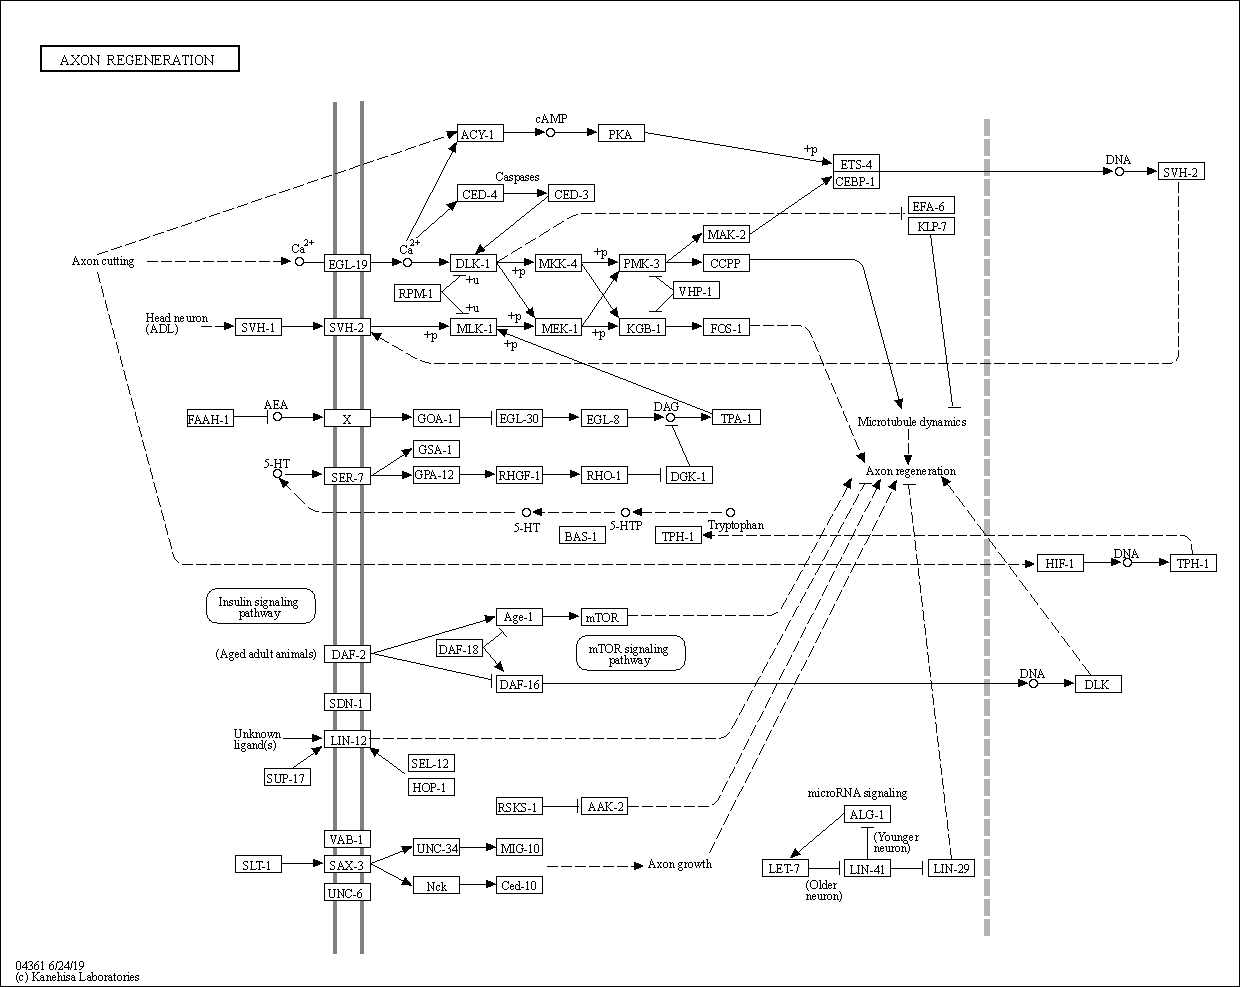 AXON REGENERATION
cAMP
ACY-1
PKA
+p
ETS-4
CEBP-1
DNA
SVH-2
Caspases
CED-4
CED-3
EFA-6
KLP-7
MAK-2
Axon cutting
Ca2+
EGL-19
Ca2+
DLK-1
+p
MKK-4
+p
PMK-3
CCPP
RPM-1
+u
+u
VHP-1
Head neuron
(ADL)
SVH-1
SVH-2
+p
MLK-1
+p
MEK-1
+p
KGB-1
FOS-1
+p
FAAH-1
AEA
X
GOA-1
EGL-30
EGL-8
DAG
TPA-1
Microtubule dynamics
GSA-1
5-HT
SER-7
GPA-12
RHGF-1
RHO-1
DGK-1
Axon regeneration
5-HT
5-HTP
Tryptophan
BAS-1
TPH-1
HIF-1
DNA
TPH-1
Insulin signaling
pathway
Age-1
mTOR
(Aged adult animals)
DAF-2
DAF-18
mTOR signaling
pathway
DAF-16
DNA
DLK
SDN-1
Unknown
ligand(s)
LIN-12
SUP-17
SEL-12
HOP-1
RSKS-1
AAK-2
microRNA signaling
ALG-1
VAB-1
UNC-34
MIG-10
(Younger
neuron)
SLT-1
SAX-3
Axon growth
LET-7
LIN-41
LIN-29
Nck
Ced-10
(Older
neuron)
UNC-6
04361 6/24/19
(c) Kanehisa Laboratories